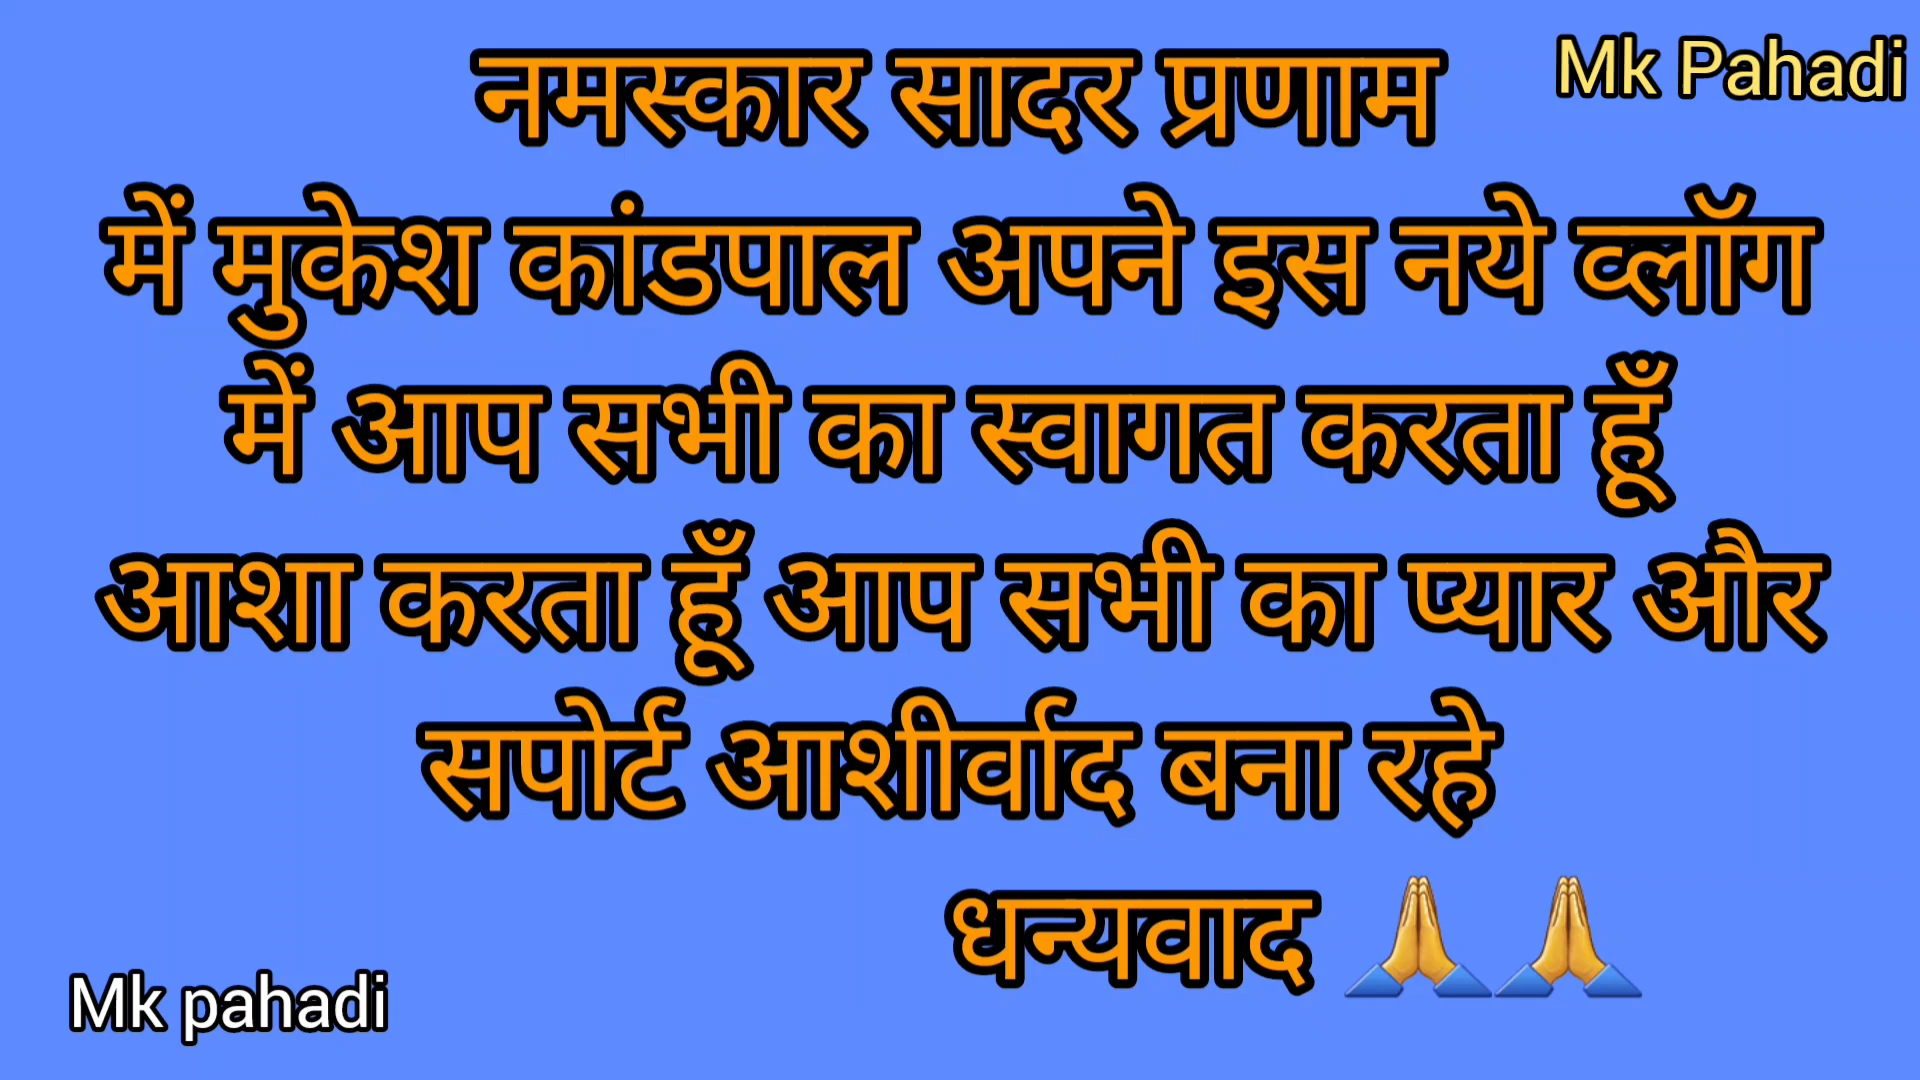 नमस्कार सादर प्रणाम
Mk Pahadi
में मुकेश कांडपाल अपने इस नये व्लॉग
में आप सभी का स्वागत करता हूँ
आशा करता हूँ आप सभी का प्यार और
सपोर्ट आशीर्वाद बना रहे
धन्यवाद 🙏🙏
Mk pahadi